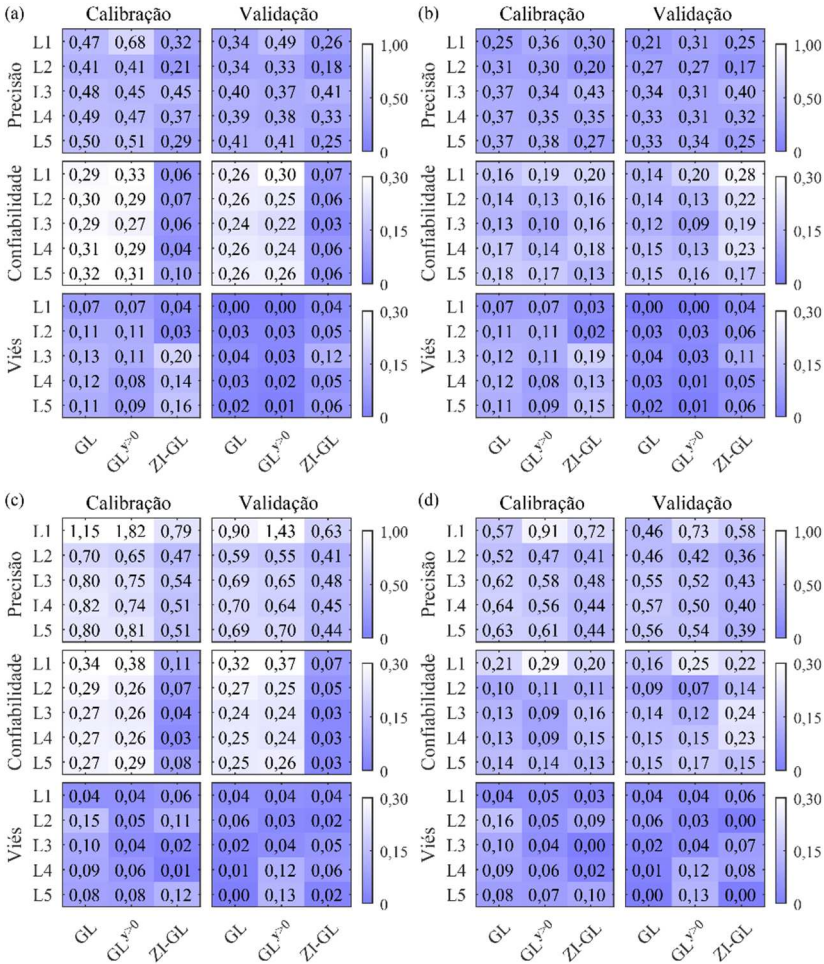 (a) Calibração Validação
L1 0,47 0,68 0,32 0,34 0,49 0,26 1,00
L2 0,41 0,41 0,21 0,34 0,33 0,18
Precisão L3 0,48 0,45 0,45 0,40 0,37 0,41 0,50
L4 0,49 0,47 0,37 0,39 0,38 0,33
L5 0,50 0,51 0,29 0,41 0,41 0,25 0
L1 0,29 0,33 0,06 0,26 0,30 0,07 0,30
L2 0,30 0,29 0,07 0,26 0,25 0,06
Confiabilidade L3 0,29 0,27 0,06 0,24 0,22 0,03 0,15
L4 0,31 0,29 0,04 0,26 0,24 0,06
L5 0,32 0,31 0,10 0,26 0,26 0,06 0
L1 0,07 0,07 0,04 0,00 0,00 0,04 0,30
L2 0,11 0,11 0,03 0,03 0,03 0,05
Viés L3 0,13 0,11 0,20 0,04 0,03 0,12 0,15
L4 0,12 0,08 0,14 0,03 0,02 0,05
L5 0,11 0,09 0,16 0,02 0,01 0,06 0
GL GL^y>0 ZI-GL GL GL^y>0 ZI-GL
(b) Calibração Validação
L1 0,25 0,36 0,30 0,21 0,31 0,25 1,00
L2 0,31 0,30 0,20 0,27 0,27 0,17
Precisão L3 0,37 0,34 0,43 0,34 0,31 0,40 0,50
L4 0,37 0,35 0,35 0,33 0,31 0,32
L5 0,37 0,38 0,27 0,33 0,34 0,25 0
L1 0,16 0,19 0,20 0,14 0,20 0,28 0,30
L2 0,14 0,13 0,16 0,14 0,13 0,22
Confiabilidade L3 0,13 0,10 0,16 0,12 0,09 0,19 0,15
L4 0,17 0,14 0,18 0,15 0,13 0,23
L5 0,18 0,17 0,13 0,15 0,16 0,17 0
L1 0,07 0,07 0,03 0,00 0,00 0,04 0,30
L2 0,11 0,11 0,02 0,03 0,03 0,06
Viés L3 0,12 0,11 0,19 0,04 0,03 0,11 0,15
L4 0,12 0,08 0,13 0,03 0,01 0,05
L5 0,11 0,09 0,15 0,02 0,01 0,06 0
GL GL^y>0 ZI-GL GL GL^y>0 ZI-GL
(c) Calibração Validação
L1 1,15 1,82 0,79 0,90 1,43 0,63 1,00
L2 0,70 0,65 0,47 0,59 0,55 0,41
Precisão L3 0,80 0,75 0,54 0,69 0,65 0,48 0,50
L4 0,82 0,74 0,51 0,70 0,64 0,45
L5 0,80 0,81 0,51 0,69 0,70 0,44 0
L1 0,34 0,38 0,11 0,32 0,37 0,07 0,30
L2 0,29 0,26 0,07 0,27 0,25 0,05
Confiabilidade L3 0,27 0,26 0,04 0,24 0,24 0,03 0,15
L4 0,27 0,26 0,03 0,25 0,24 0,03
L5 0,27 0,29 0,08 0,25 0,26 0,03 0
L1 0,04 0,04 0,06 0,04 0,04 0,04 0,30
L2 0,15 0,05 0,11 0,06 0,03 0,02
Viés L3 0,10 0,04 0,02 0,02 0,04 0,05 0,15
L4 0,09 0,06 0,01 0,01 0,12 0,06
L5 0,08 0,08 0,12 0,00 0,13 0,02 0
GL GL^y>0 ZI-GL GL GL^y>0 ZI-GL
(d) Calibração Validação
L1 0,57 0,91 0,72 0,46 0,73 0,58 1,00
L2 0,52 0,47 0,41 0,46 0,42 0,36
Precisão L3 0,62 0,58 0,48 0,55 0,52 0,43 0,50
L4 0,64 0,56 0,44 0,57 0,50 0,40
L5 0,63 0,61 0,44 0,56 0,54 0,39 0
L1 0,21 0,29 0,20 0,16 0,25 0,22 0,30
L2 0,10 0,11 0,11 0,09 0,07 0,14
Confiabilidade L3 0,13 0,09 0,16 0,14 0,12 0,24 0,15
L4 0,13 0,09 0,15 0,15 0,15 0,23
L5 0,14 0,14 0,13 0,15 0,17 0,15 0
L1 0,04 0,05 0,03 0,04 0,04 0,06 0,30
L2 0,16 0,05 0,09 0,06 0,03 0,00
Viés L3 0,10 0,04 0,00 0,02 0,04 0,07 0,15
L4 0,09 0,06 0,02 0,01 0,12 0,08
L5 0,08 0,07 0,10 0,00 0,13 0,00 0
GL GL^y>0 ZI-GL GL GL^y>0 ZI-GL